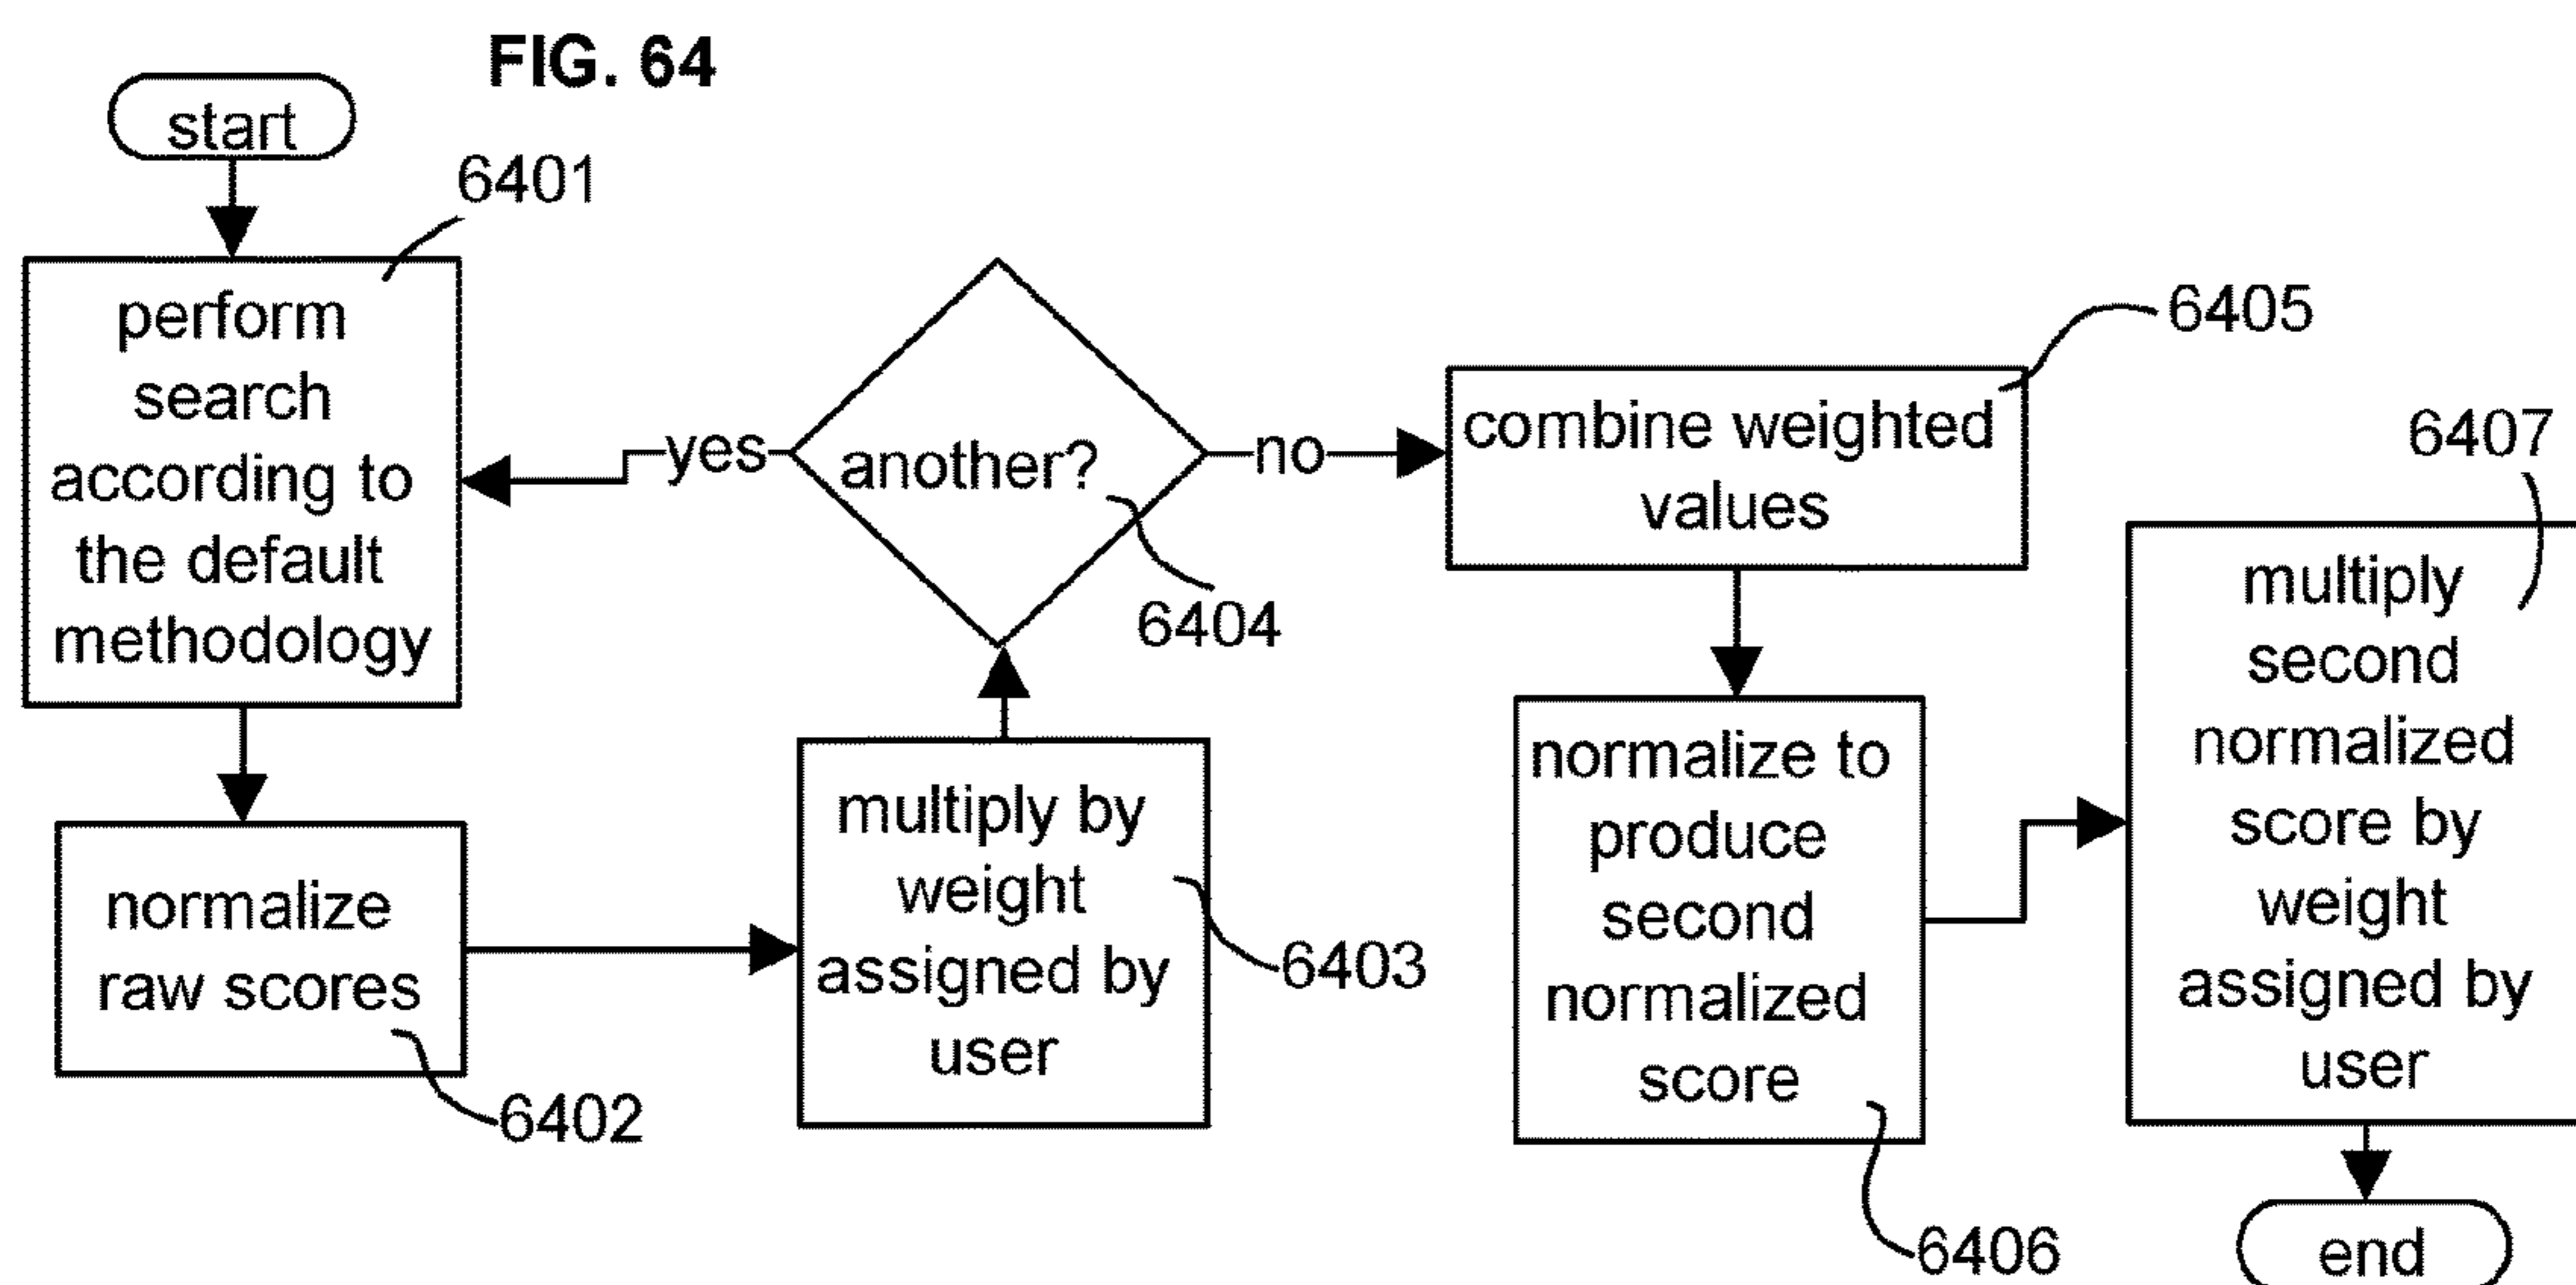 FIG. 64
start
6401
perform
search
according to
the default
methodology
normalize
raw scores
6402
multiply by
weight
assigned by
user
6403
another?
6404
yes
no
combine weighted
values
6405
normalize to
produce
second
normalized
score
6406
multiply
second
normalized
score by
weight
assigned by
user
6407
end